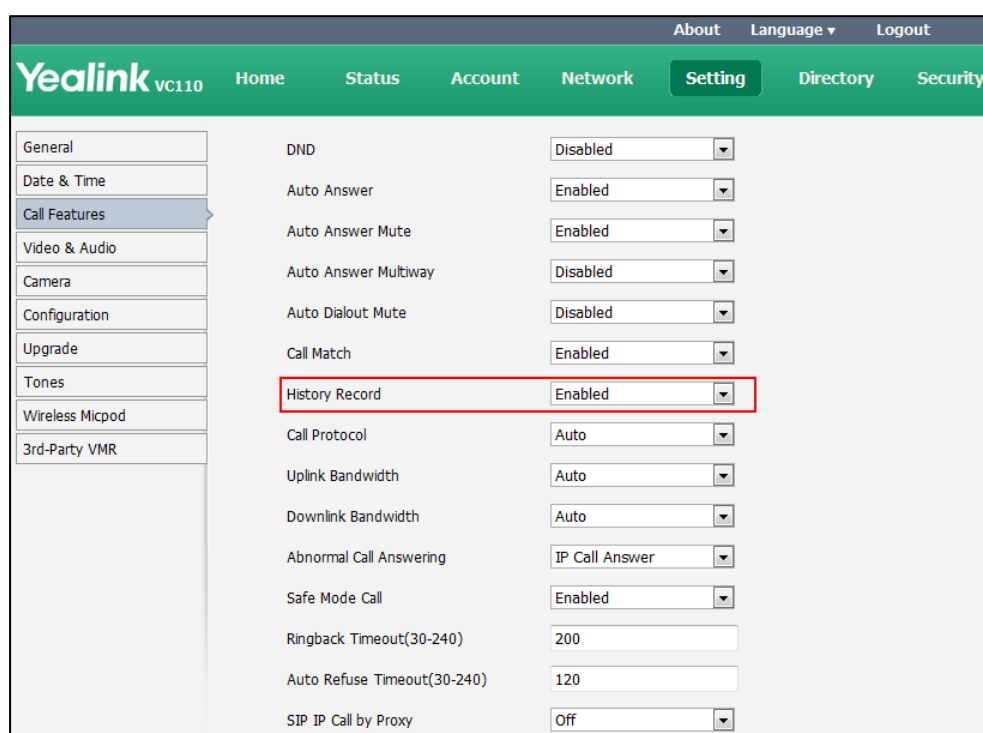 About Language ▾ Logout
Yealink VC110 Home Status Account Network Setting Directory Security
General
Date & Time
Call Features
Video & Audio
Camera
Configuration
Upgrade
Tones
Wireless Micpod
3rd-Party VMR
DND Disabled
Auto Answer Enabled
Auto Answer Mute Enabled
Auto Answer Multiway Disabled
Auto Dialout Mute Disabled
Call Match Enabled
History Record Enabled
Call Protocol Auto
Uplink Bandwidth Auto
Downlink Bandwidth Auto
Abnormal Call Answering IP Call Answer
Safe Mode Call Enabled
Ringback Timeout(30-240) 200
Auto Refuse Timeout(30-240) 120
SIP IP Call by Proxy Off